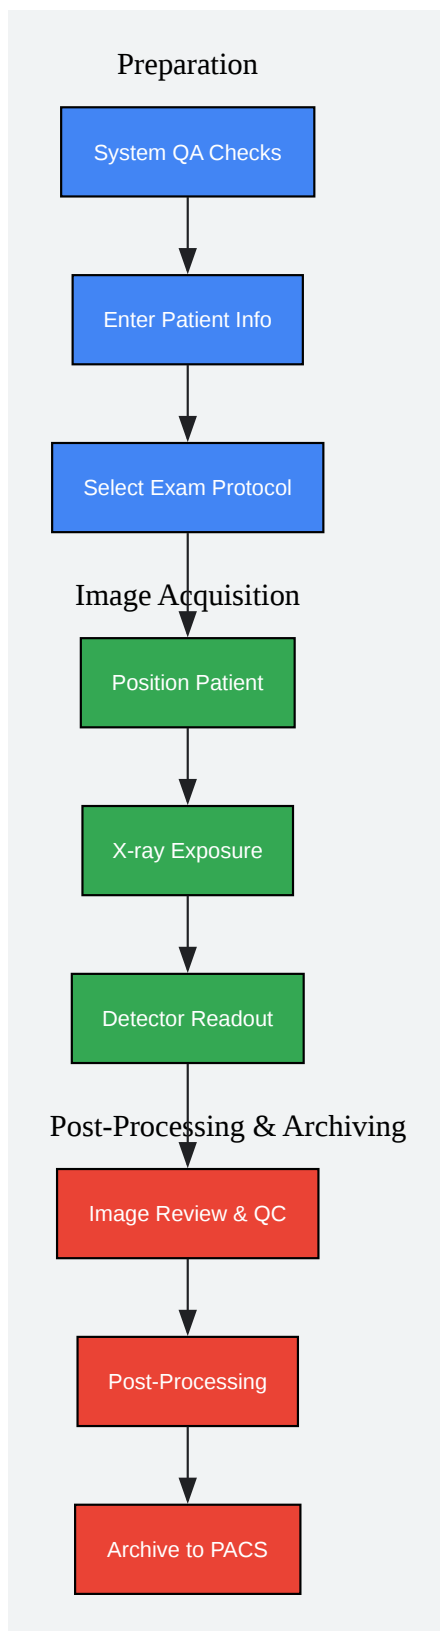 Preparation
System QA Checks
Enter Patient Info
Select Exam Protocol
Image Acquisition
Position Patient
X-ray Exposure
Detector Readout
Post-Processing & Archiving
Image Review & QC
Post-Processing
Archive to PACS